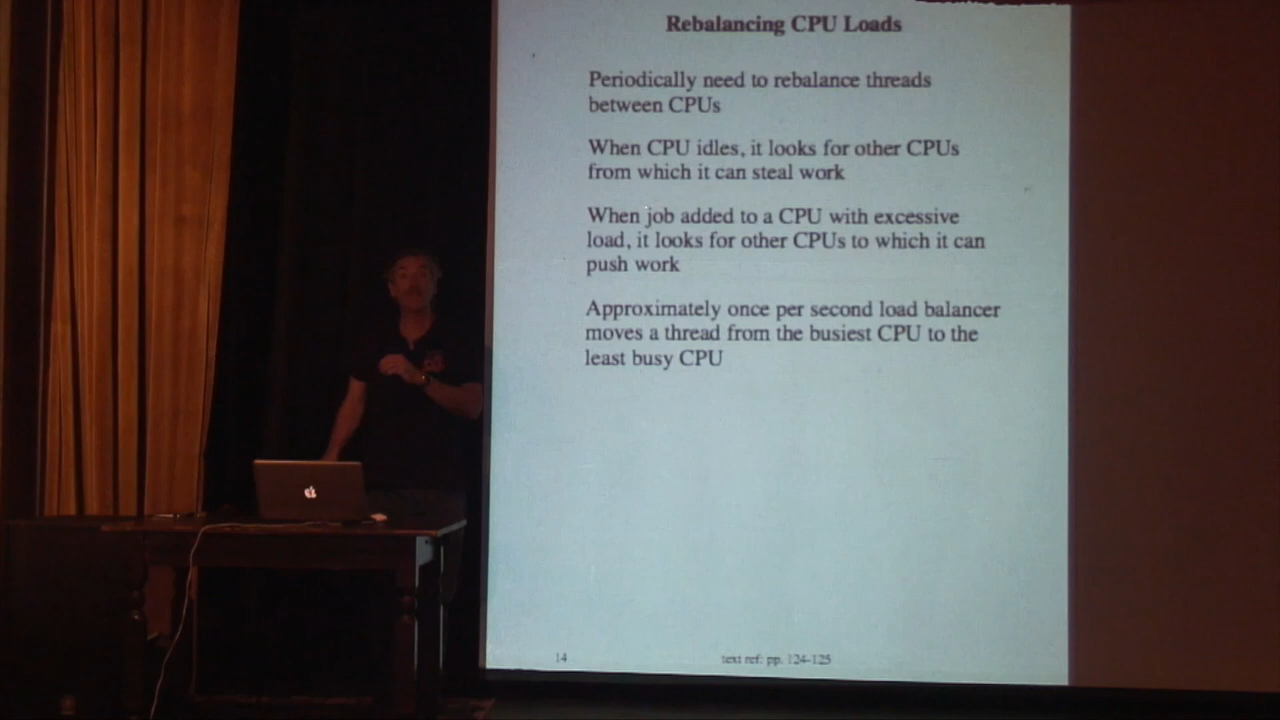 Rebalancing CPU Loads
Periodically need to rebalance threads
between CPUs
When CPU idles, it looks for other CPUs
from which it can steal work
When job added to a CPU with excessive
load, it looks for other CPUs to which it can
push work
Approximately once per second load balancer
moves a thread from the busiest CPU to the
least busy CPU
14
text ref: pp. 124-125